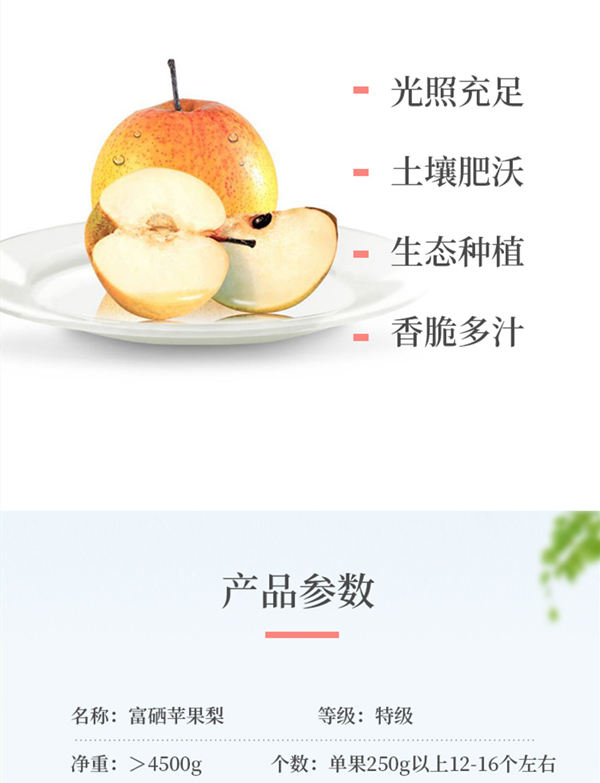 光照充足
土壤肥沃
生态种植
香脆多汁
产品参数
名称：富硒苹果梨 等级：特级
净重：＞4500g 个数：单果250g以上12-16个左右